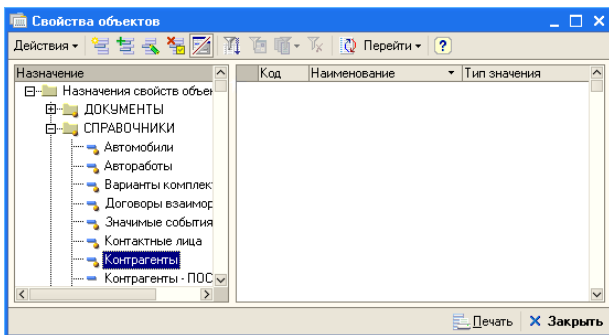 Свойства объектов
Действия Перейти ?
Назначение Код Наименование Тип значения
Назначения свойств объек
ДОКУМЕНТЫ
СПРАВОЧНИКИ
Автомобили
Автоработы
Варианты комплек
Договоры взаимор
Значимые события
Контактные лица
Контрагенты
Контрагенты - ПОС
Печать Закрыть